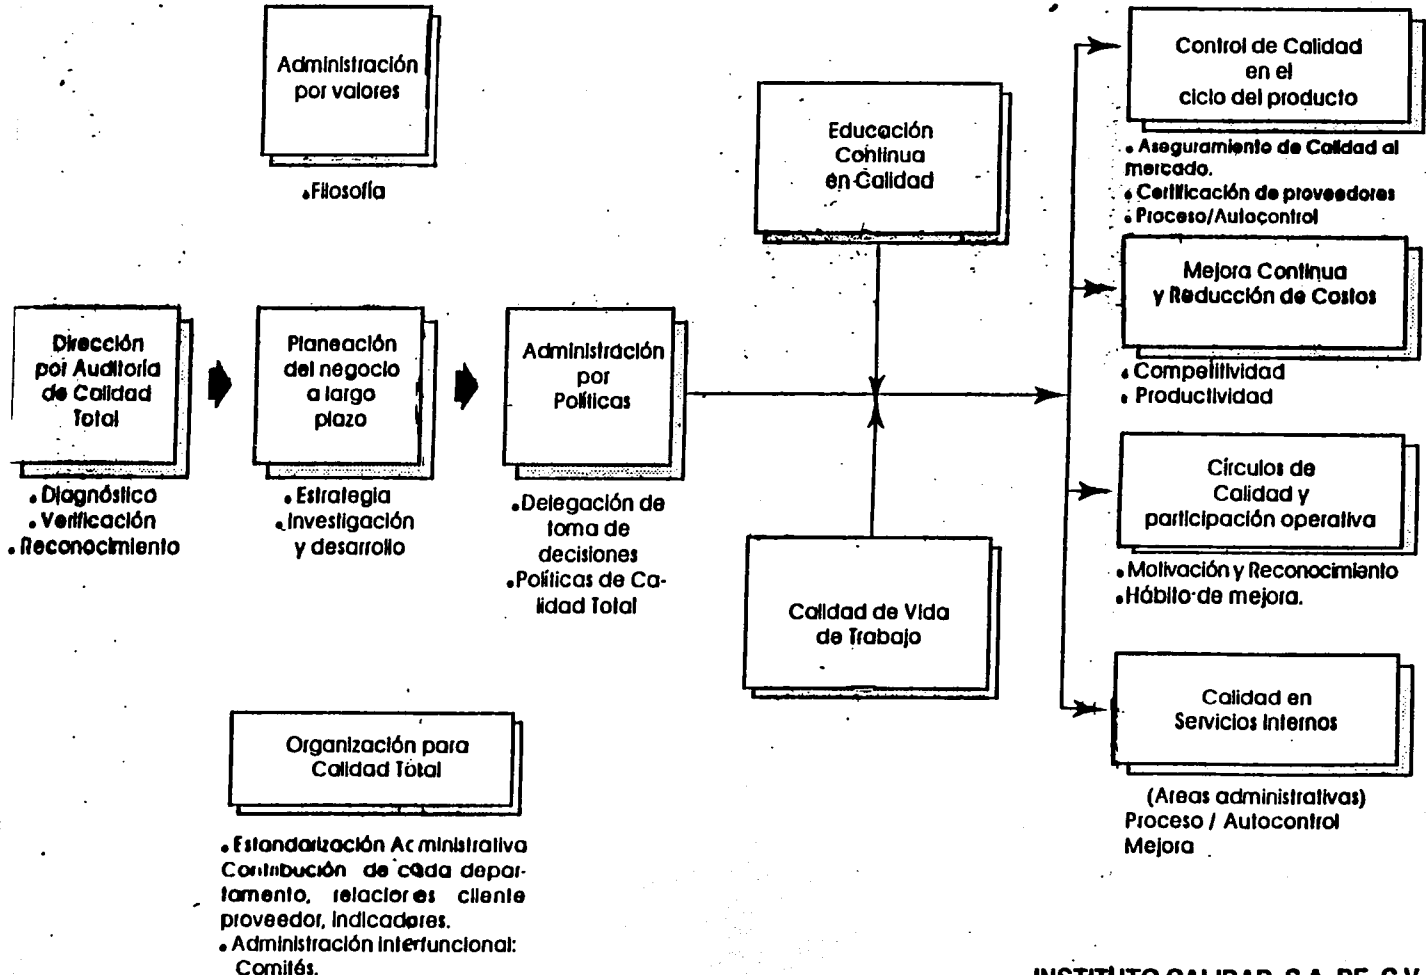 Administración
por valores
• Filosofía
Dirección
por Auditoría
de Calidad
Total
• Diagnóstico
• Verificación
• Reconocimiento
Planeación
del negocio
a largo
plazo
• Estrategia
• Investigación
y desarrollo
Administración
por
Políticas
• Delegación de
toma de
decisiones
• Políticas de Ca-
lidad Total
Organización para
Calidad Total
• Estandarización Administrativa
Contribución de cada depar-
tamento, relaciones cliente
proveedor, indicadores.
• Administración interfuncional:
Comités.
Educación
Continua
en Calidad
Calidad de Vida
de Trabajo
Control de Calidad
en el
ciclo del producto
• Aseguramiento de Calidad al
mercado.
• Certificación de proveedores
• Proceso/Autocontrol
Mejora Continua
y Reducción de Costos
• Competitividad
• Productividad
Círculos de
Calidad y
participación operativa
• Motivación y Reconocimiento
• Hábito de mejora.
Calidad en
Servicios Internos
(Areas administrativas)
Proceso / Autocontrol
Mejora
INSTITUTO CALIDAD, S.A. DE C.V.